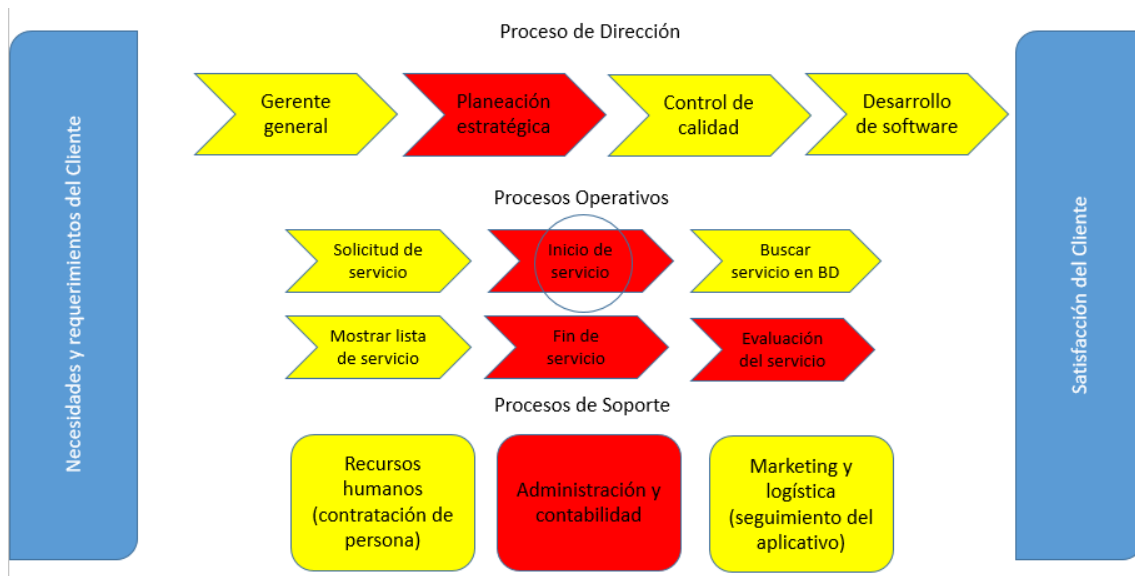 Necesidades y requerimientos del Cliente
Proceso de Dirección
Gerente
general
Planeación
estratégica
Control de
calidad
Desarrollo
de software
Procesos Operativos
Solicitud de
servicio
Inicio de
servicio
Buscar
servicio en BD
Mostrar lista
de servicio
Fin de
servicio
Evaluación
del servicio
Procesos de Soporte
Recursos
humanos
(contratación de
persona)
Administración y
contabilidad
Marketing y
logística
(seguimiento del
aplicativo)
Satisfacción del Cliente